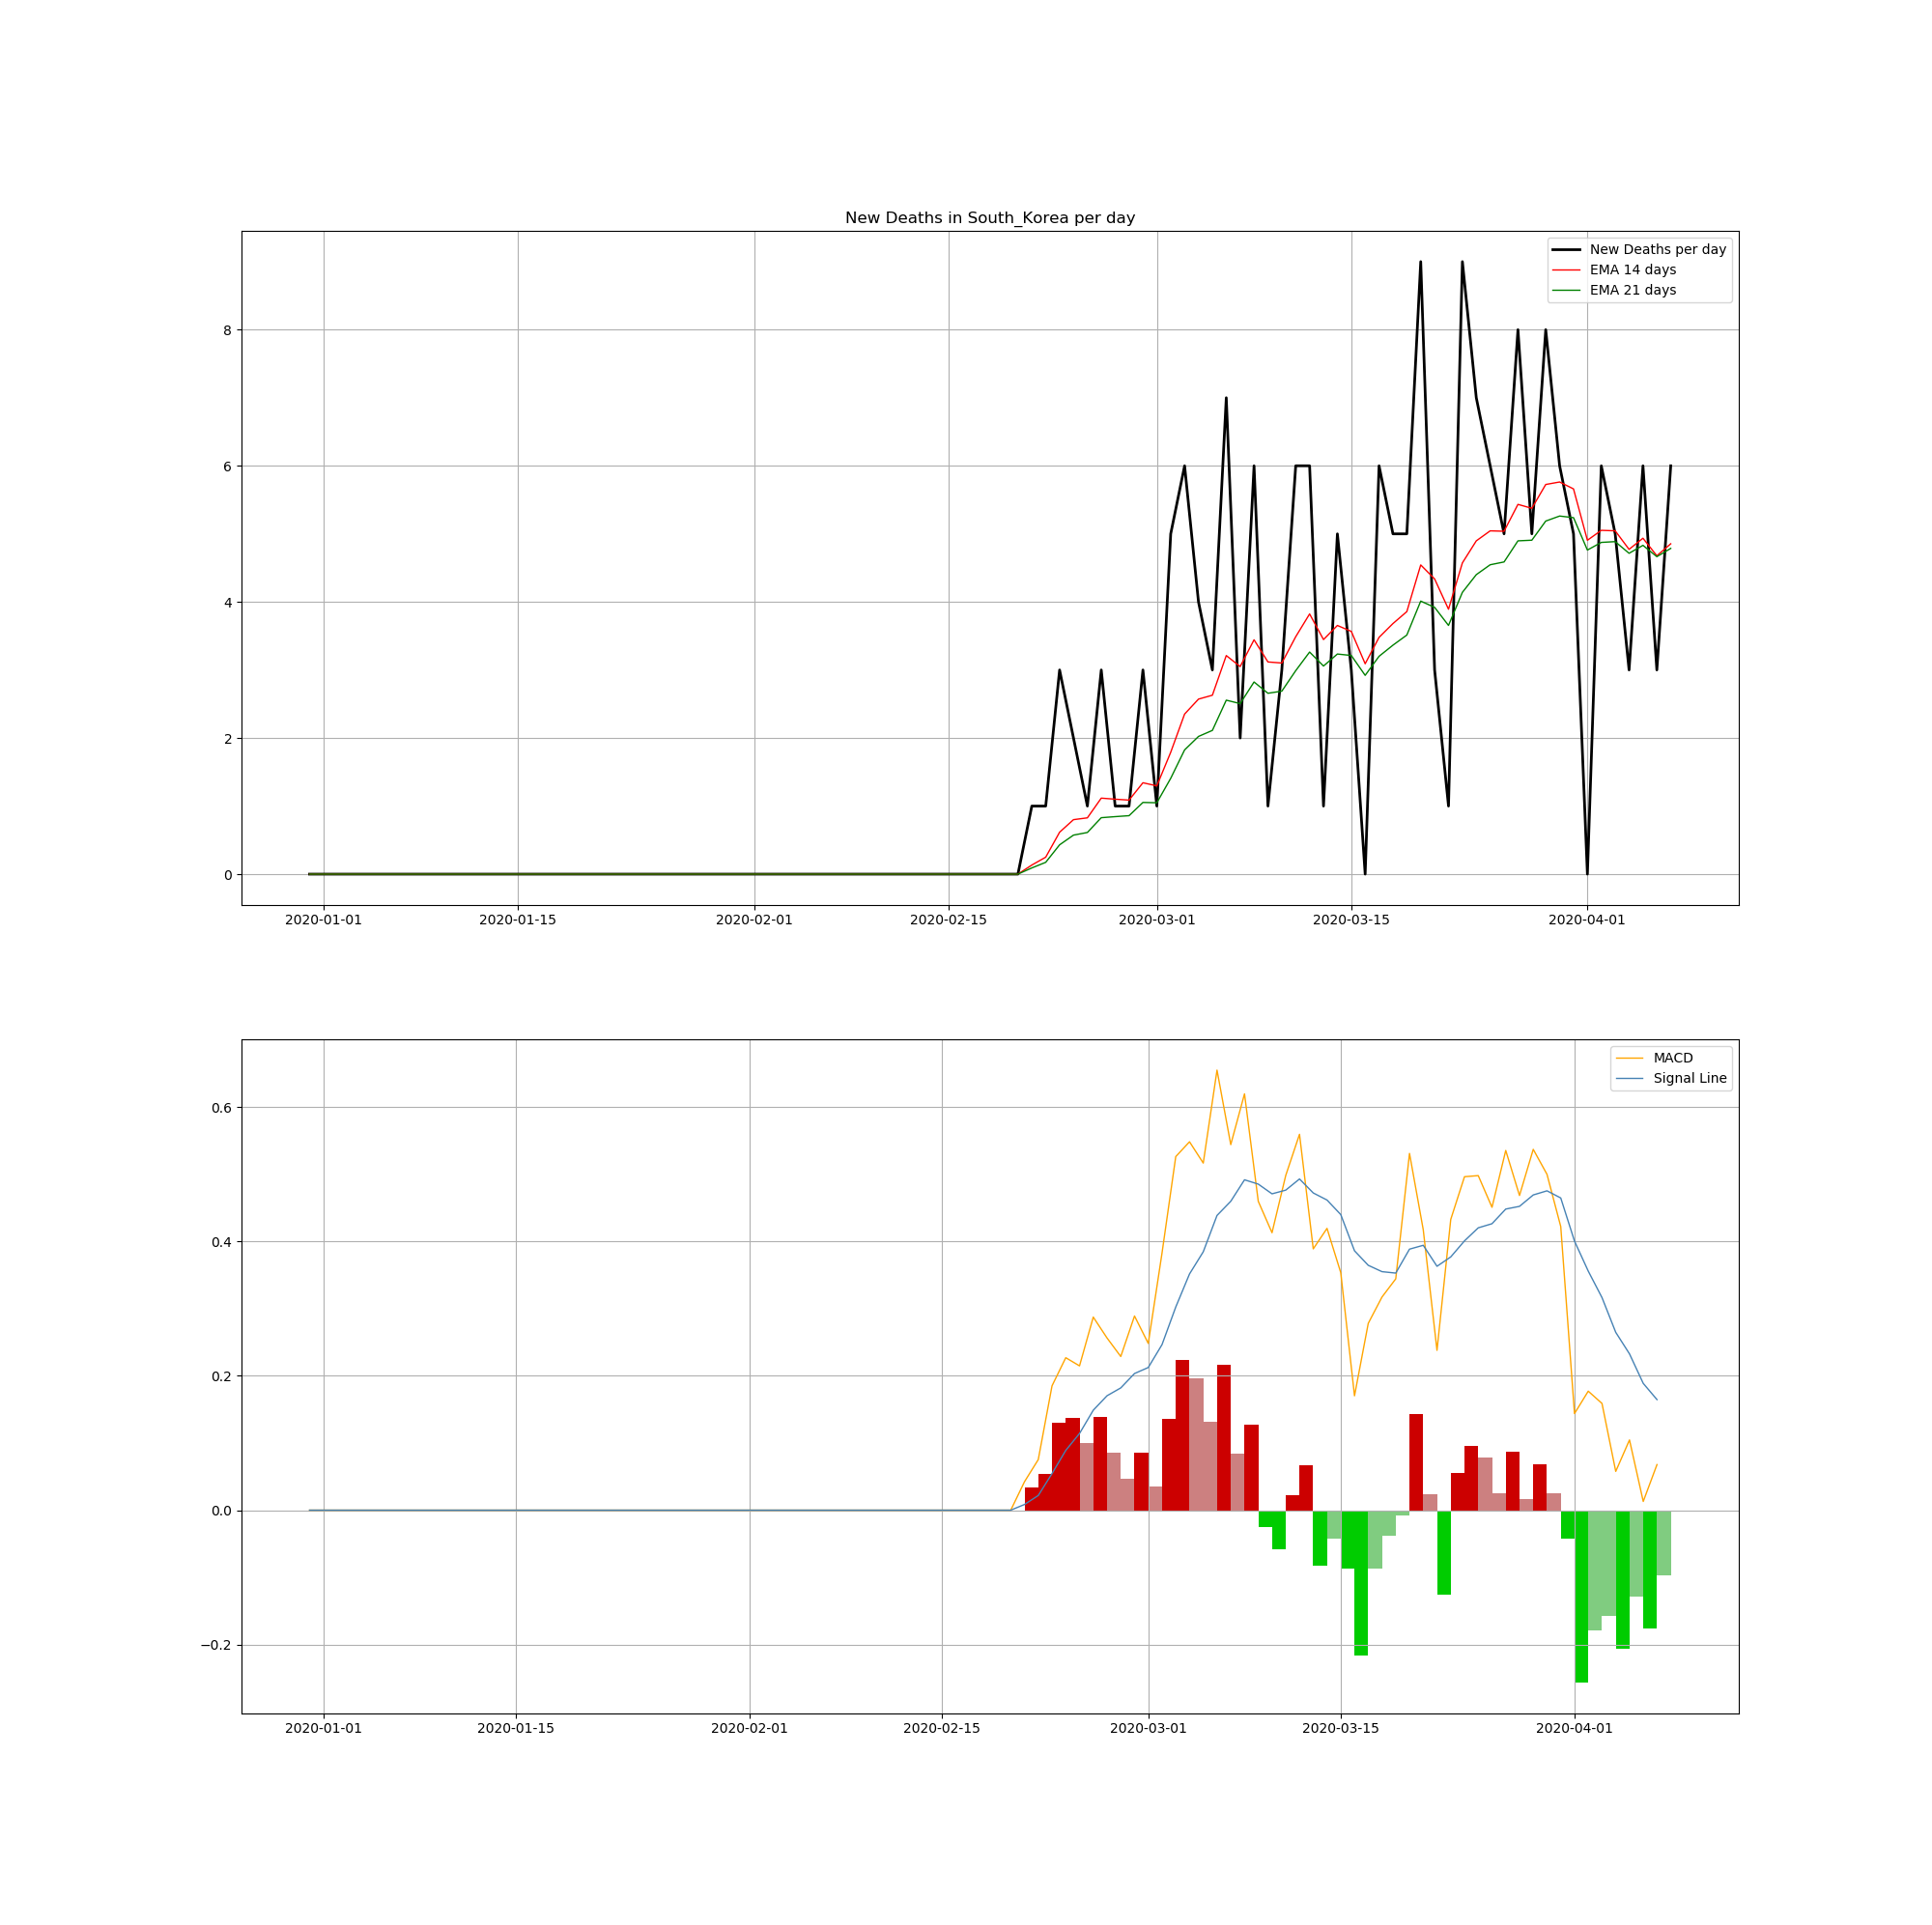 New Deaths in South_Korea per day
New Deaths per day
EMA 14 days
EMA 21 days
8
6
4
2
0
2020-01-01 2020-01-15 2020-02-01 2020-02-15 2020-03-01 2020-03-15 2020-04-01
MACD
Signal Line
0.6
0.4
0.2
0.0
−0.2
2020-01-01 2020-01-15 2020-02-01 2020-02-15 2020-03-01 2020-03-15 2020-04-01